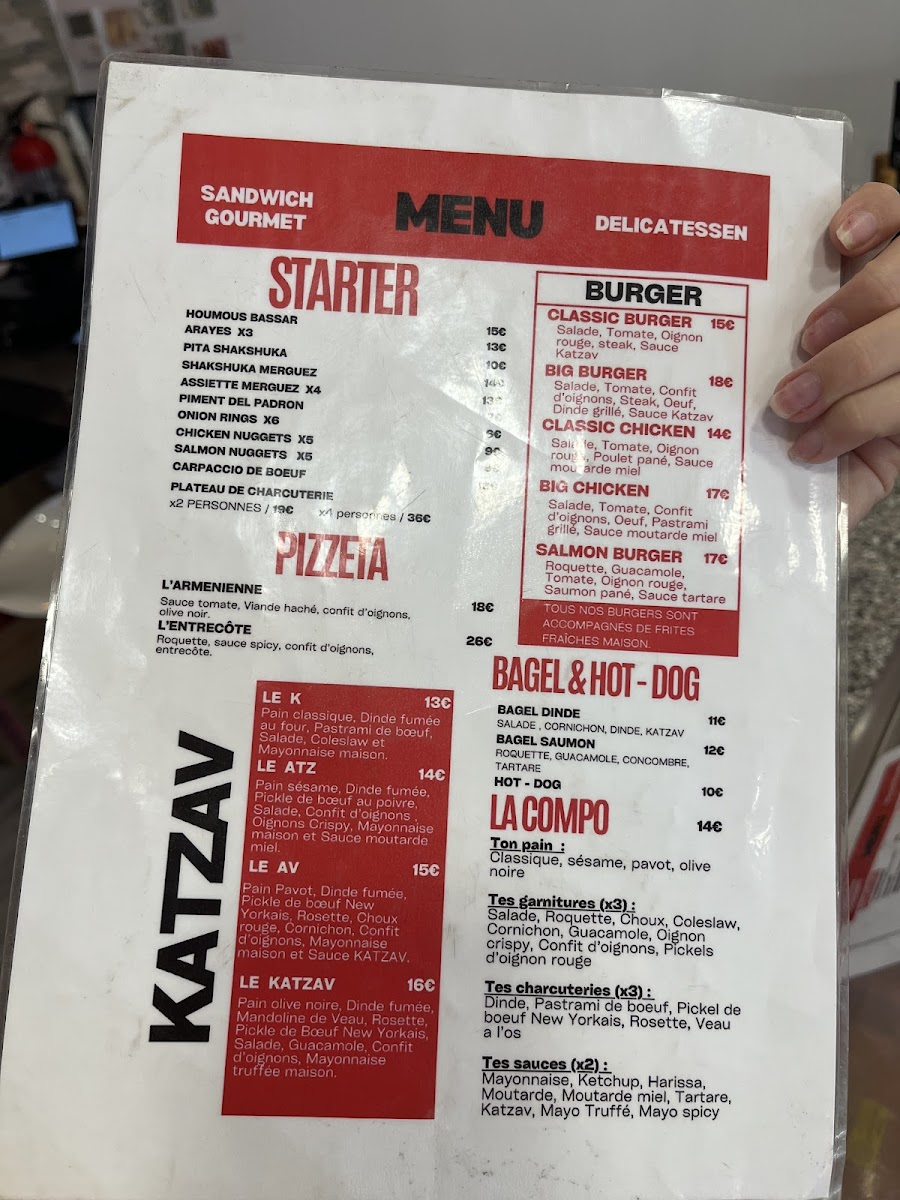 SANDWICH
GOURMET
MENU
DELICATESSEN
STARTER
HOUMOUS BASSAR 15€
ARAYES X3 13€
PITA SHAKSHUKA 10€
SHAKSHUKA MERGUEZ 14€
ASSIETTE MERGUEZ X4 13€
PIMENT DEL PADRON
ONION RINGS X6
CHICKEN NUGGETS X5
SALMON NUGGETS X5
CARPACCIO DE BOEUF
PLATEAU DE CHARCUTERIE
x2 PERSONNES / 19€ x4 personnes / 36€
PIZZETA
L'ARMENIENNE
Sauce tomate, Viande haché, confit d'oignons, 18€
olive noir.
L'ENTRECÔTE
Roquette, sauce spicy, confit d'oignons, 26€
entrecôte.
KATZAV
LE K 13€
Pain classique, Dinde fumée
au four, Pastrami de bœuf,
Salade, Coleslaw et
Mayonnaise maison.
LE ATZ 14€
Pain sésame, Dinde fumée,
Pickle de bœuf au poivre,
Salade, Confit d'oignons ,
Oignons Crispy, Mayonnaise
maison et Sauce moutarde
miel.
LE AV 15€
Pain Pavot, Dinde fumée,
Pickle de bœuf New
Yorkais, Rosette, Choux
rouge, Cornichon, Confit
d'oignons, Mayonnaise
maison et Sauce KATZAV.
LE KATZAV 16€
Pain olive noire, Dinde fumée,
Mandoline de Veau, Rosette,
Pickle de Bœuf New Yorkais,
Salade, Guacamole, Confit
d'oignons, Mayonnaise
truffée maison.
BURGER
CLASSIC BURGER 15€
Salade, Tomate, Oignon
rouge, steak, Sauce
Katzav
BIG BURGER 18€
Salade, Tomate, Confit
d'oignons, Steak, Oeuf,
Dinde grillé, Sauce Katzav
CLASSIC CHICKEN 14€
Salade, Tomate, Oignon
rouge, Poulet pané, Sauce
moutarde miel
BIG CHICKEN 17€
Salade, Tomate, Confit
d'oignons, Oeuf, Pastrami
grillé, Sauce moutarde miel
SALMON BURGER 17€
Roquette, Guacamole,
Tomate, Oignon rouge,
Saumon pané, Sauce tartare
TOUS NOS BURGERS SONT
ACCOMPAGNÉS DE FRITES
FRAÎCHES MAISON.
BAGEL & HOT - DOG
BAGEL DINDE 11€
SALADE , CORNICHON, DINDE, KATZAV
BAGEL SAUMON 12€
ROQUETTE, GUACAMOLE, CONCOMBRE,
TARTARE
HOT - DOG 10€
LA COMPO 14€
Ton pain :
Classique, sésame, pavot, olive
noire
Tes garnitures (x3) :
Salade, Roquette, Choux, Coleslaw,
Cornichon, Guacamole, Oignon
crispy, Confit d'oignons, Pickels
d'oignon rouge
Tes charcuteries (x3) :
Dinde, Pastrami de boeuf, Pickel de
boeuf New Yorkais, Rosette, Veau
a l'os
Tes sauces (x2) :
Mayonnaise, Ketchup, Harissa,
Moutarde, Moutarde miel, Tartare,
Katzav, Mayo Truffé, Mayo spicy